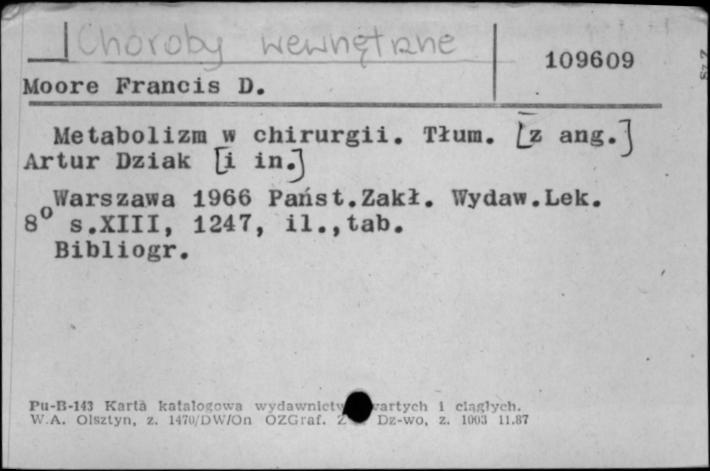 Choroby wewnętrzne
109609
Moore Francis D.
Metabolizm w chirurgii. Tłum. [z ang.]
Artur Dziak [i in.]
Warszawa 1966 Państ.Zakł. Wydaw.Lek.
8° s.XIII, 1247, il.,tab.
Bibliogr.
Pu-B-143 Karta katalogowa wydawnictw wartych i ciągłych.
W.A. Olsztyn, z. 1470/DW/On OZGraf. Z Dz-wo, z. 1003 11.87